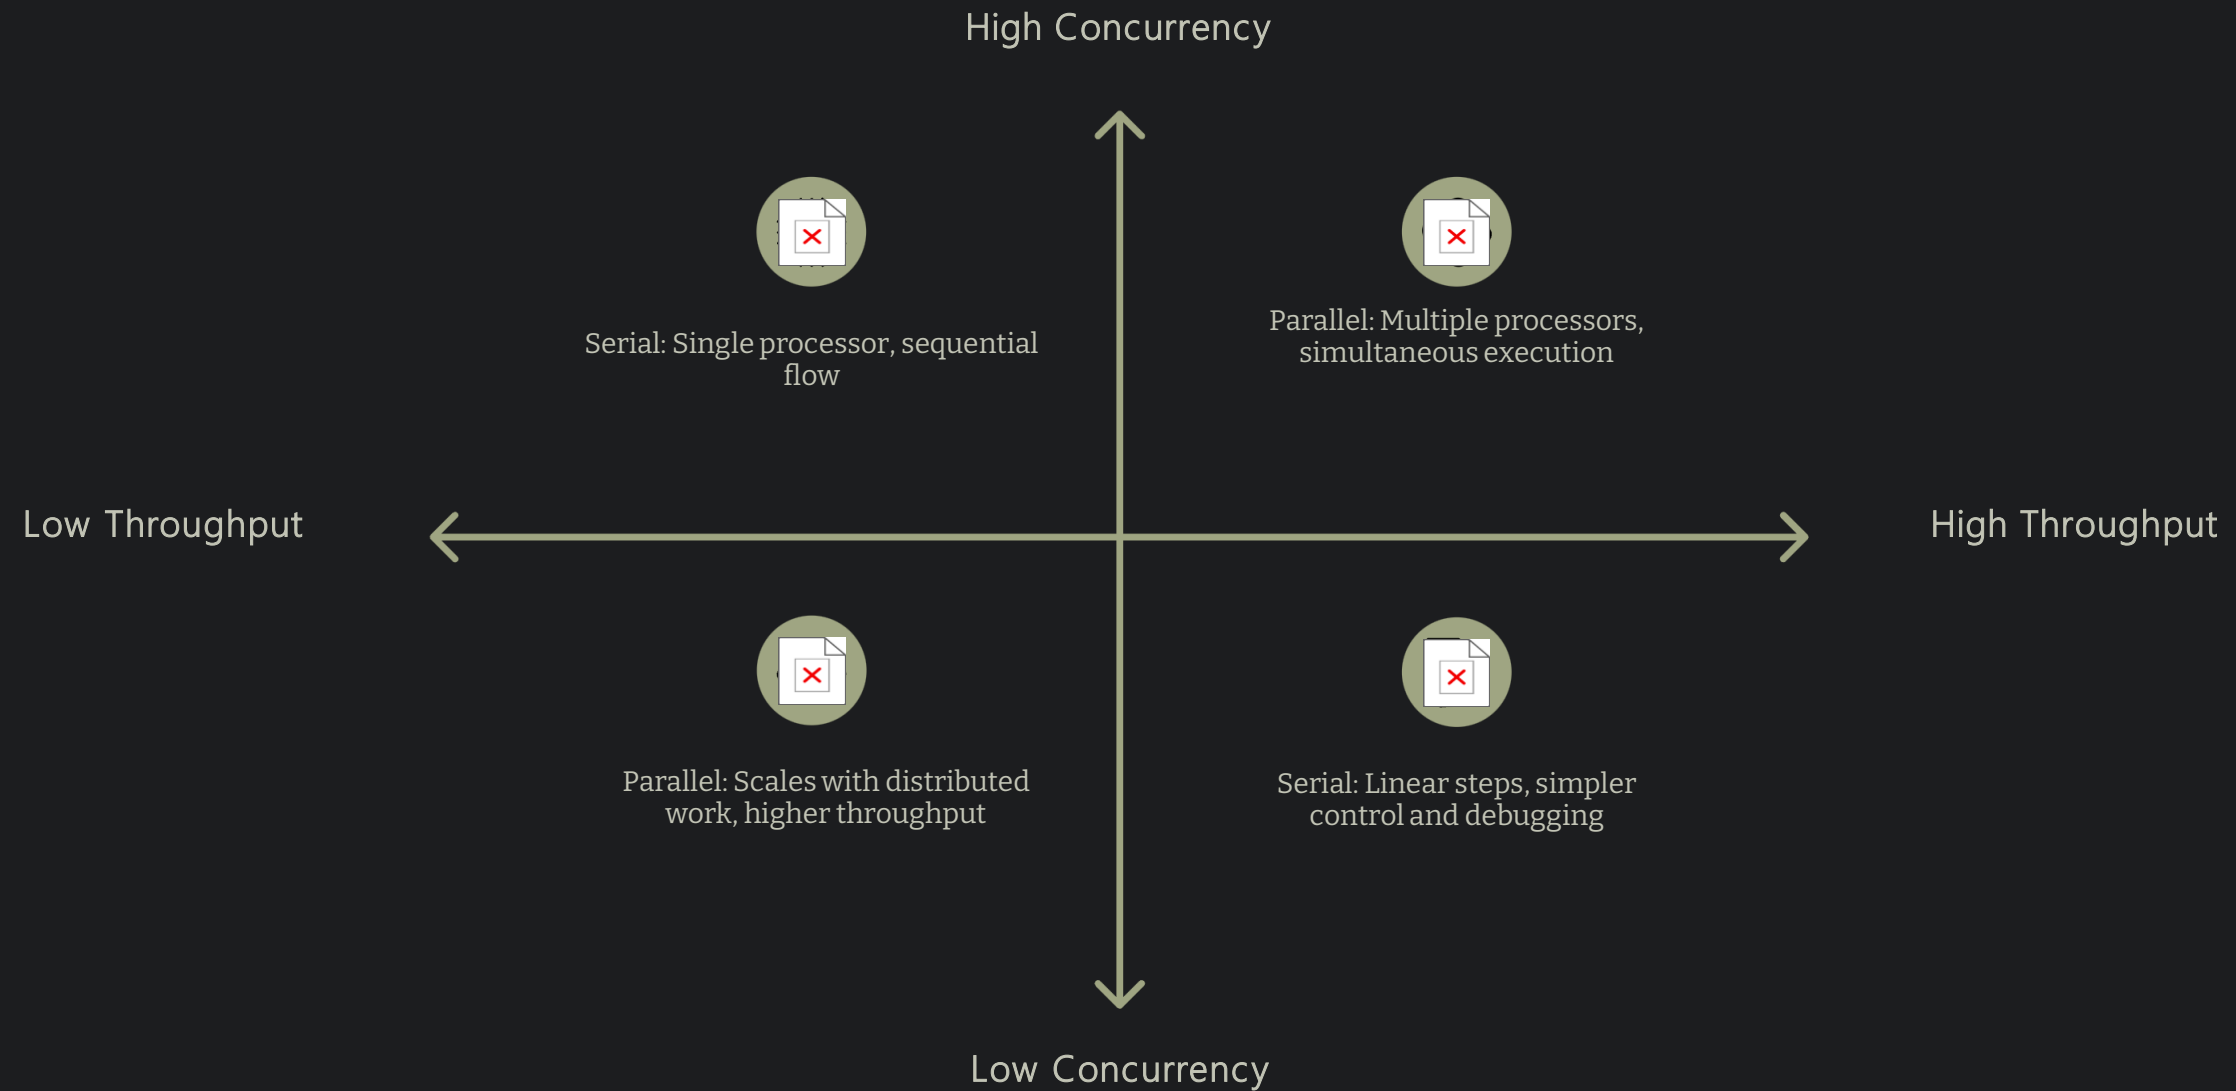 High Concurrency
Serial: Single processor, sequential
flow
Parallel: Multiple processors,
simultaneous execution
Low Throughput
High Throughput
Parallel: Scales with distributed
work, higher throughput
Serial: Linear steps, simpler
control and debugging
Low Concurrency